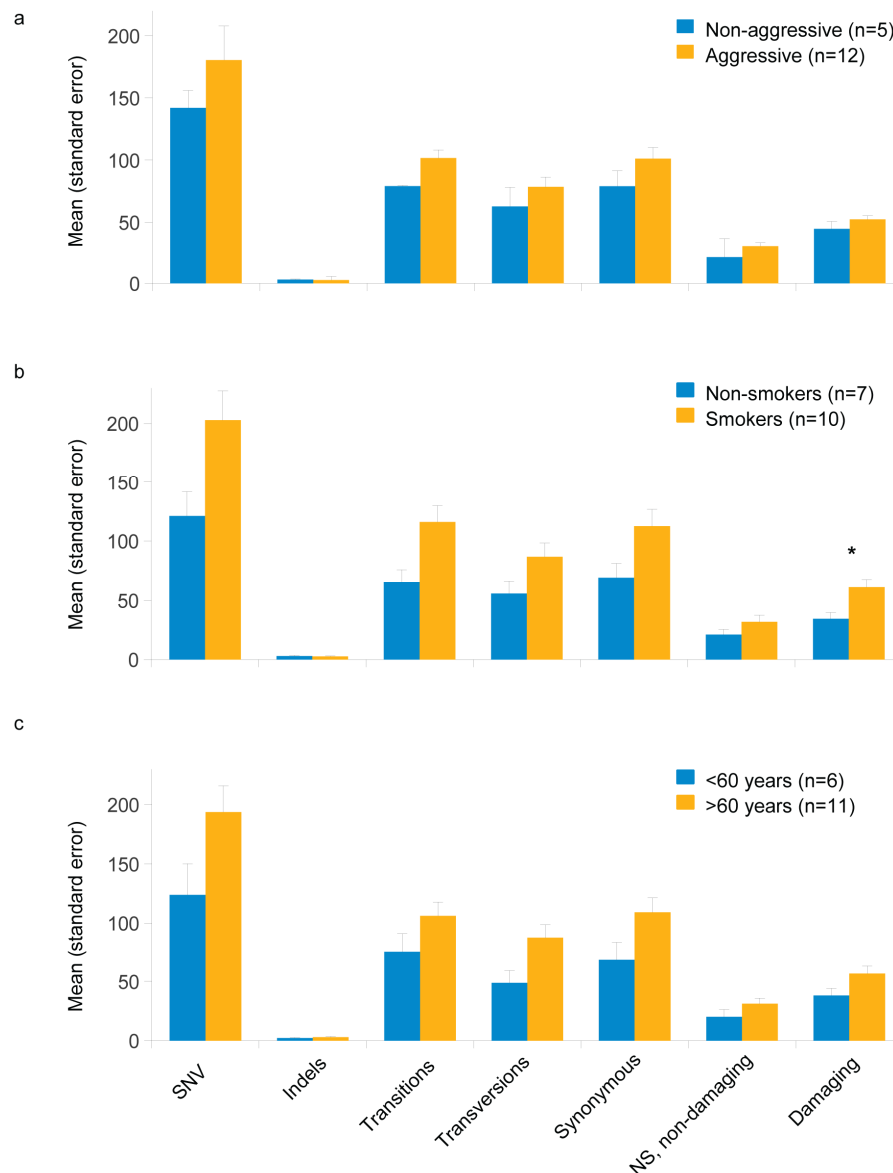 a
Mean (standard error)
200
150
100
50
0
Non-aggressive (n=5)
Aggressive (n=12)
b
Mean (standard error)
200
150
100
50
0
Non-smokers (n=7)
Smokers (n=10)
*
c
Mean (standard error)
200
150
100
50
0
<60 years (n=6)
>60 years (n=11)
SNV
Indels
Transitions
Transversions
Synonymous
NS, non-damaging
Damaging